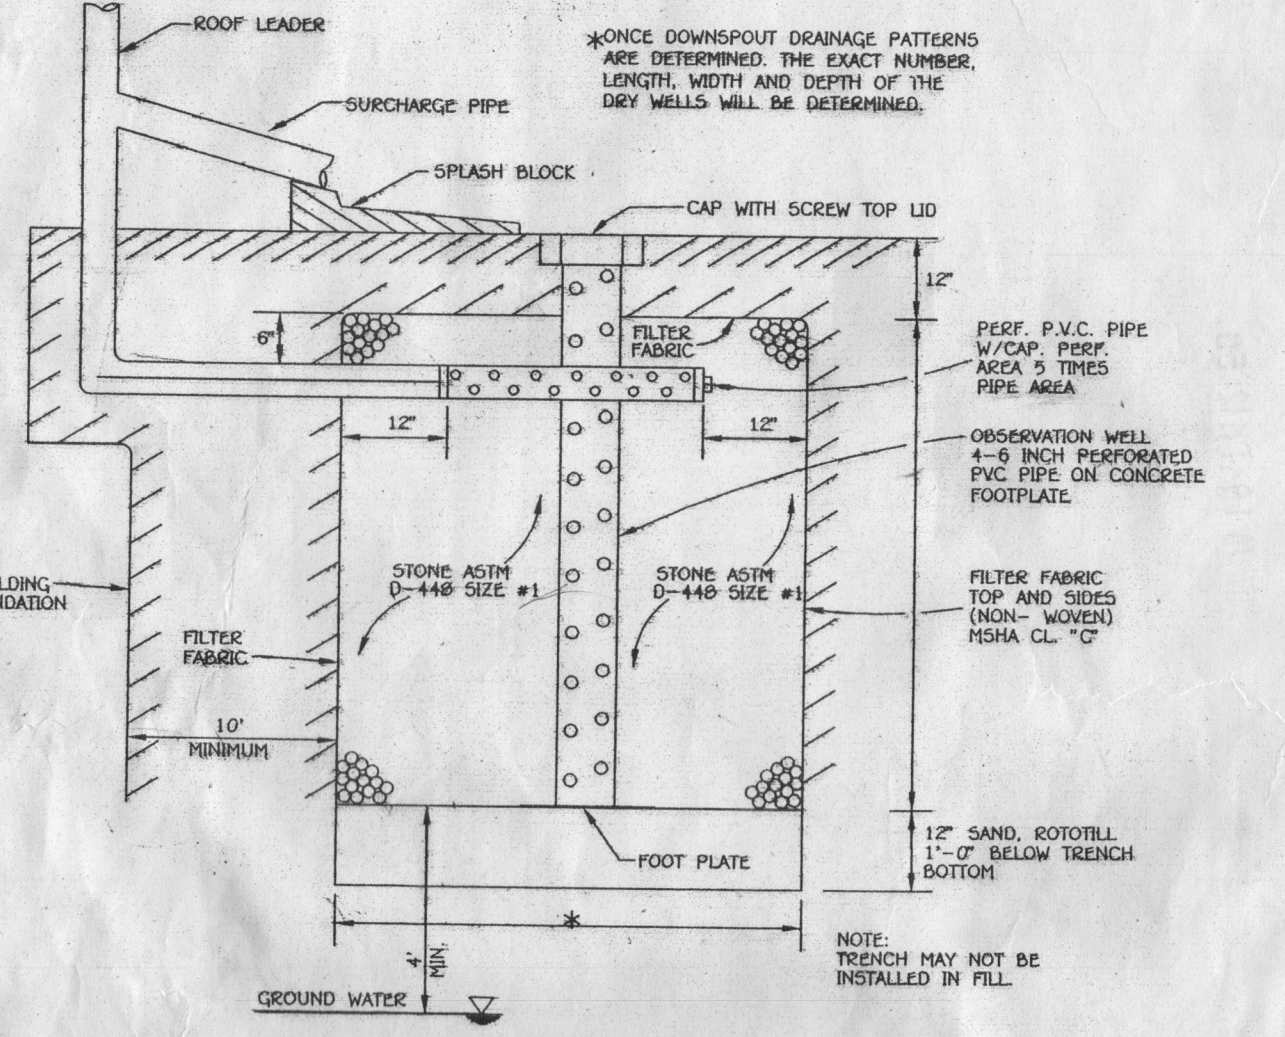 ROOF LEADER
*ONCE DOWNSPOUT DRAINAGE PATTERNS
ARE DETERMINED. THE EXACT NUMBER,
LENGTH, WIDTH AND DEPTH OF THE
DRY WELLS WILL BE DETERMINED.
SURCHARGE PIPE
SPLASH BLOCK
CAP WITH SCREW TOP LID
12"
6"
FILTER
FABRIC
PERF. P.V.C. PIPE
W/CAP. PERF.
AREA 5 TIMES
PIPE AREA
12"
12"
OBSERVATION WELL
4-6 INCH PERFORATED
PVC PIPE ON CONCRETE
FOOTPLATE
STONE ASTM
D-448 SIZE #1
STONE ASTM
D-448 SIZE #1
LDING
NDATION
FILTER FABRIC
TOP AND SIDES
(NON- WOVEN)
MSHA CL. "C"
FILTER
FABRIC
10'
MINIMUM
12" SAND, ROTOTILL
1'-0" BELOW TRENCH
BOTTOM
FOOT PLATE
*
4'
MIN.
NOTE:
TRENCH MAY NOT BE
INSTALLED IN FILL.
GROUND WATER